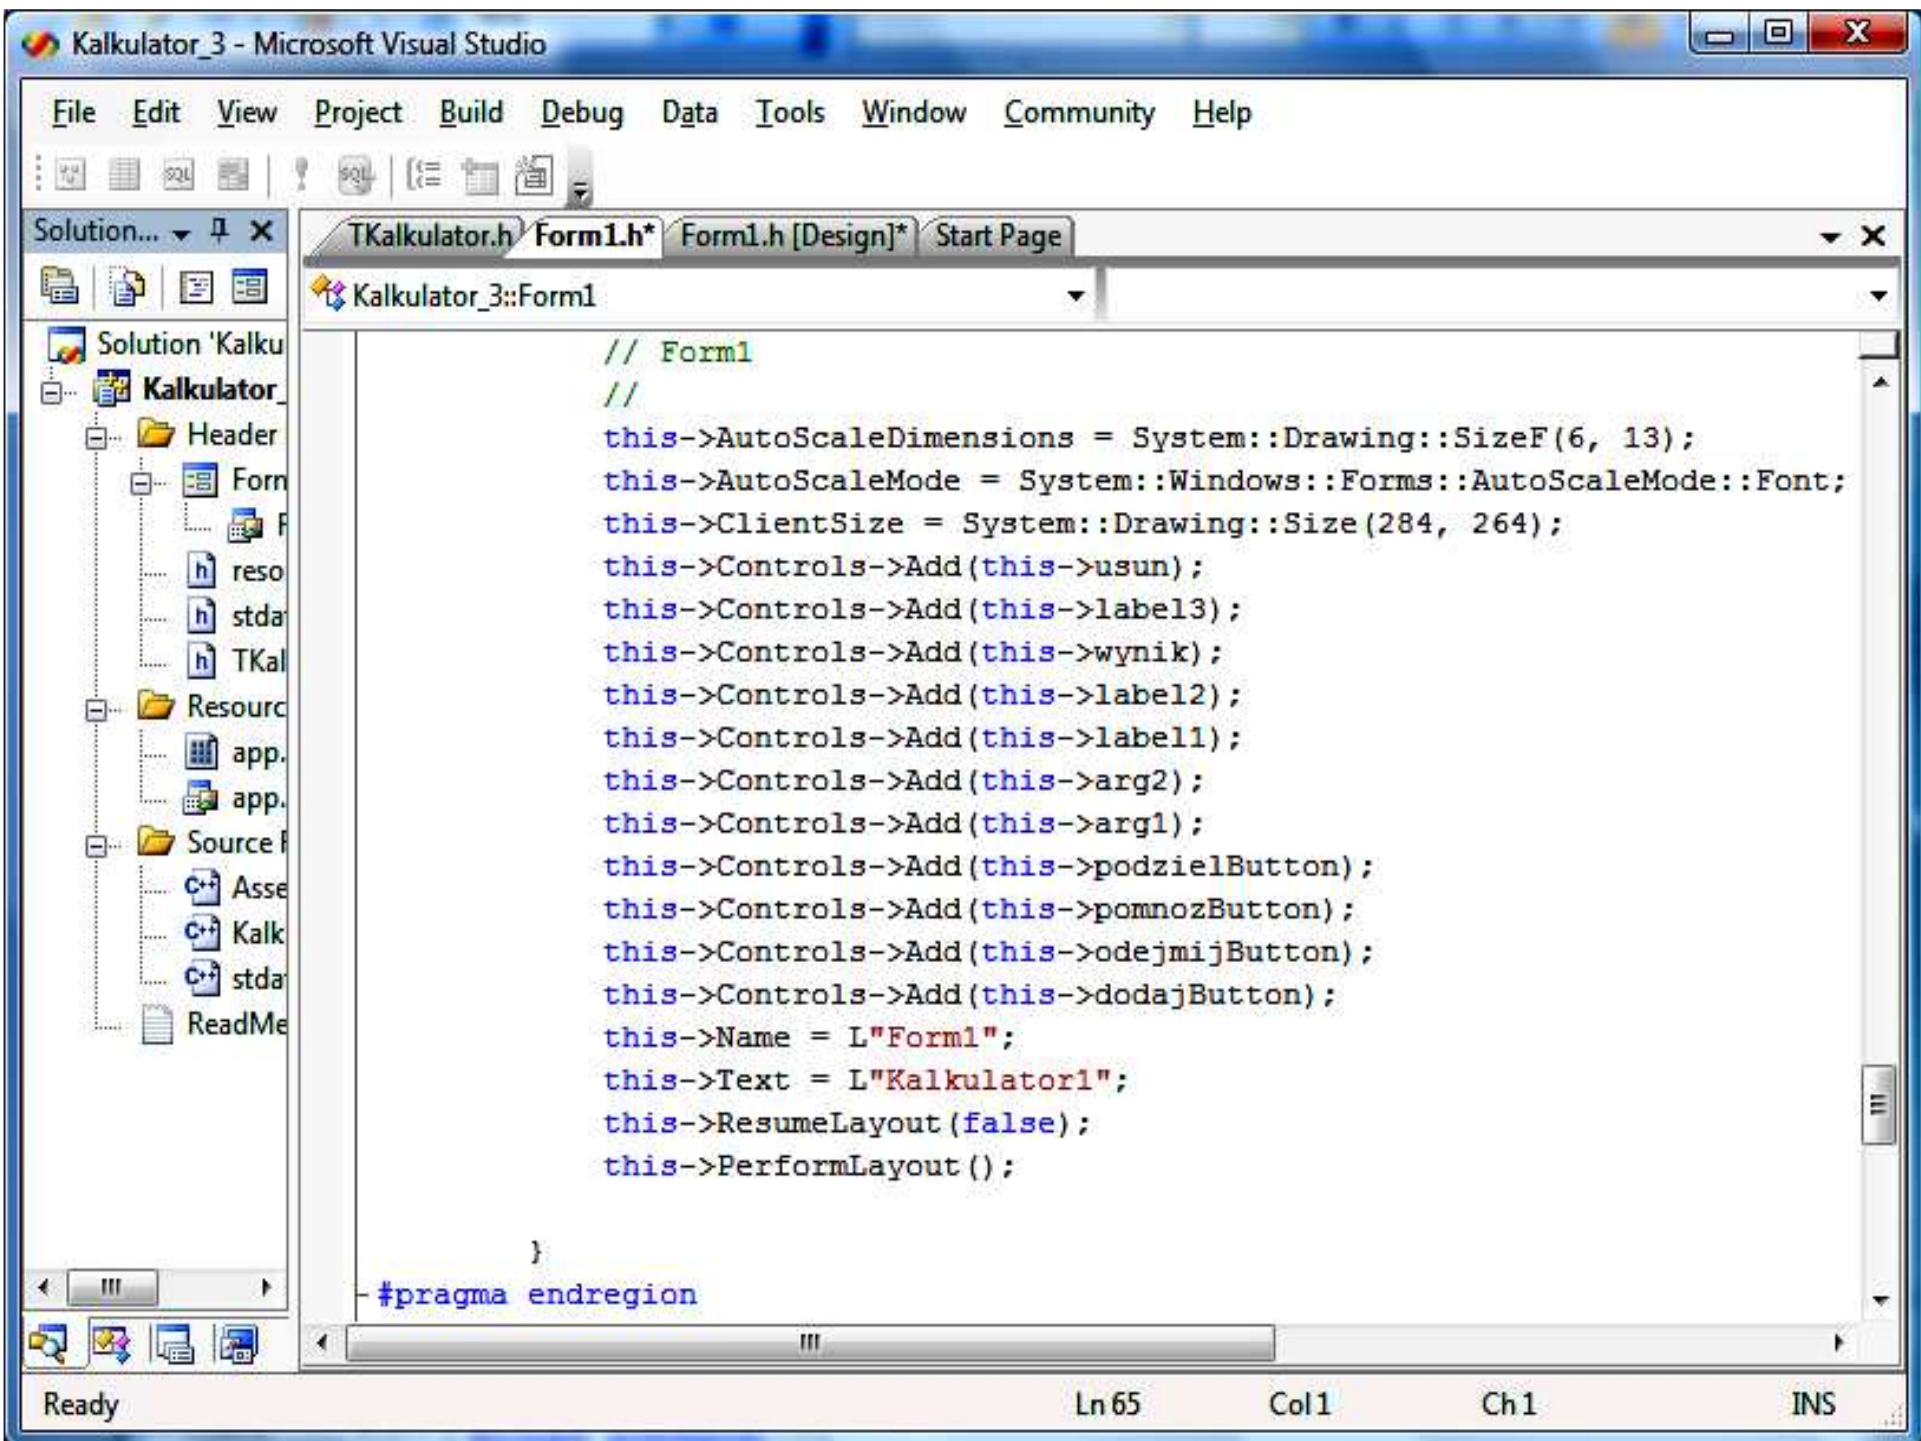 Kalkulator_3 - Microsoft Visual Studio
File Edit View Project Build Debug Data Tools Window Community Help
Solution...
TKalkulator.h Form1.h* Form1.h [Design]* Start Page
Kalkulator_3::Form1
Solution 'Kalku
Kalkulator_
Header
Form
F
reso
stda
TKal
Resourc
app.
app.
Source F
Asse
Kalk
stda
ReadMe
// Form1
//
this->AutoScaleDimensions = System::Drawing::SizeF(6, 13);
this->AutoScaleMode = System::Windows::Forms::AutoScaleMode::Font;
this->ClientSize = System::Drawing::Size(284, 264);
this->Controls->Add(this->usun);
this->Controls->Add(this->label3);
this->Controls->Add(this->wynik);
this->Controls->Add(this->label2);
this->Controls->Add(this->label1);
this->Controls->Add(this->arg2);
this->Controls->Add(this->arg1);
this->Controls->Add(this->podzielButton);
this->Controls->Add(this->pomnozButton);
this->Controls->Add(this->odejmijButton);
this->Controls->Add(this->dodajButton);
this->Name = L"Form1";
this->Text = L"Kalkulator1";
this->ResumeLayout(false);
this->PerformLayout();
}
#pragma endregion
Ready Ln 65 Col 1 Ch 1 INS